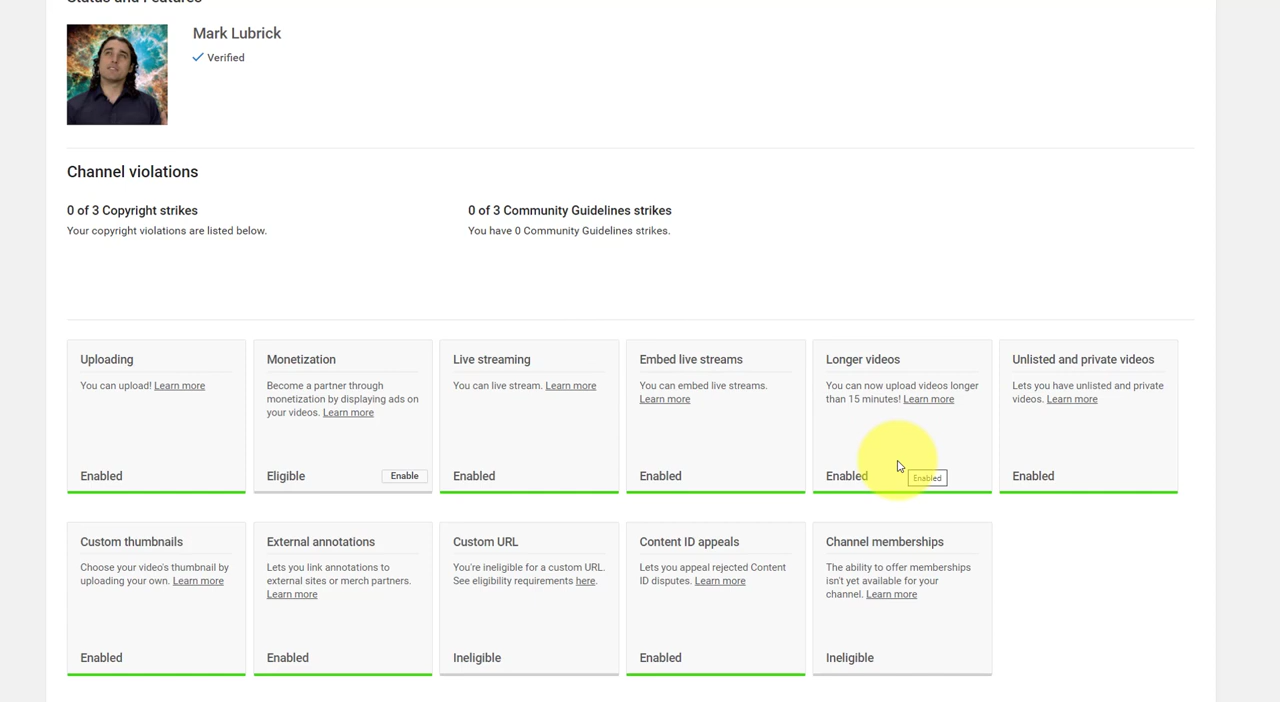 Status and Features
Mark Lubrick
Verified
Channel violations
0 of 3 Copyright strikes
Your copyright violations are listed below.
0 of 3 Community Guidelines strikes
You have 0 Community Guidelines strikes.
Uploading
You can upload! Learn more
Enabled
Monetization
Become a partner through
monetization by displaying ads on
your videos. Learn more
Eligible
Enable
Live streaming
You can live stream. Learn more
Enabled
Embed live streams
You can embed live streams.
Learn more
Enabled
Longer videos
You can now upload videos longer
than 15 minutes! Learn more
Enabled
Enabled
Unlisted and private videos
Lets you have unlisted and private
videos. Learn more
Enabled
Custom thumbnails
Choose your video's thumbnail by
uploading your own. Learn more
Enabled
External annotations
Lets you link annotations to
external sites or merch partners.
Learn more
Enabled
Custom URL
You're ineligible for a custom URL.
See eligibility requirements here.
Ineligible
Content ID appeals
Lets you appeal rejected Content
ID disputes. Learn more
Enabled
Channel memberships
The ability to offer memberships
isn't yet available for your
channel. Learn more
Ineligible